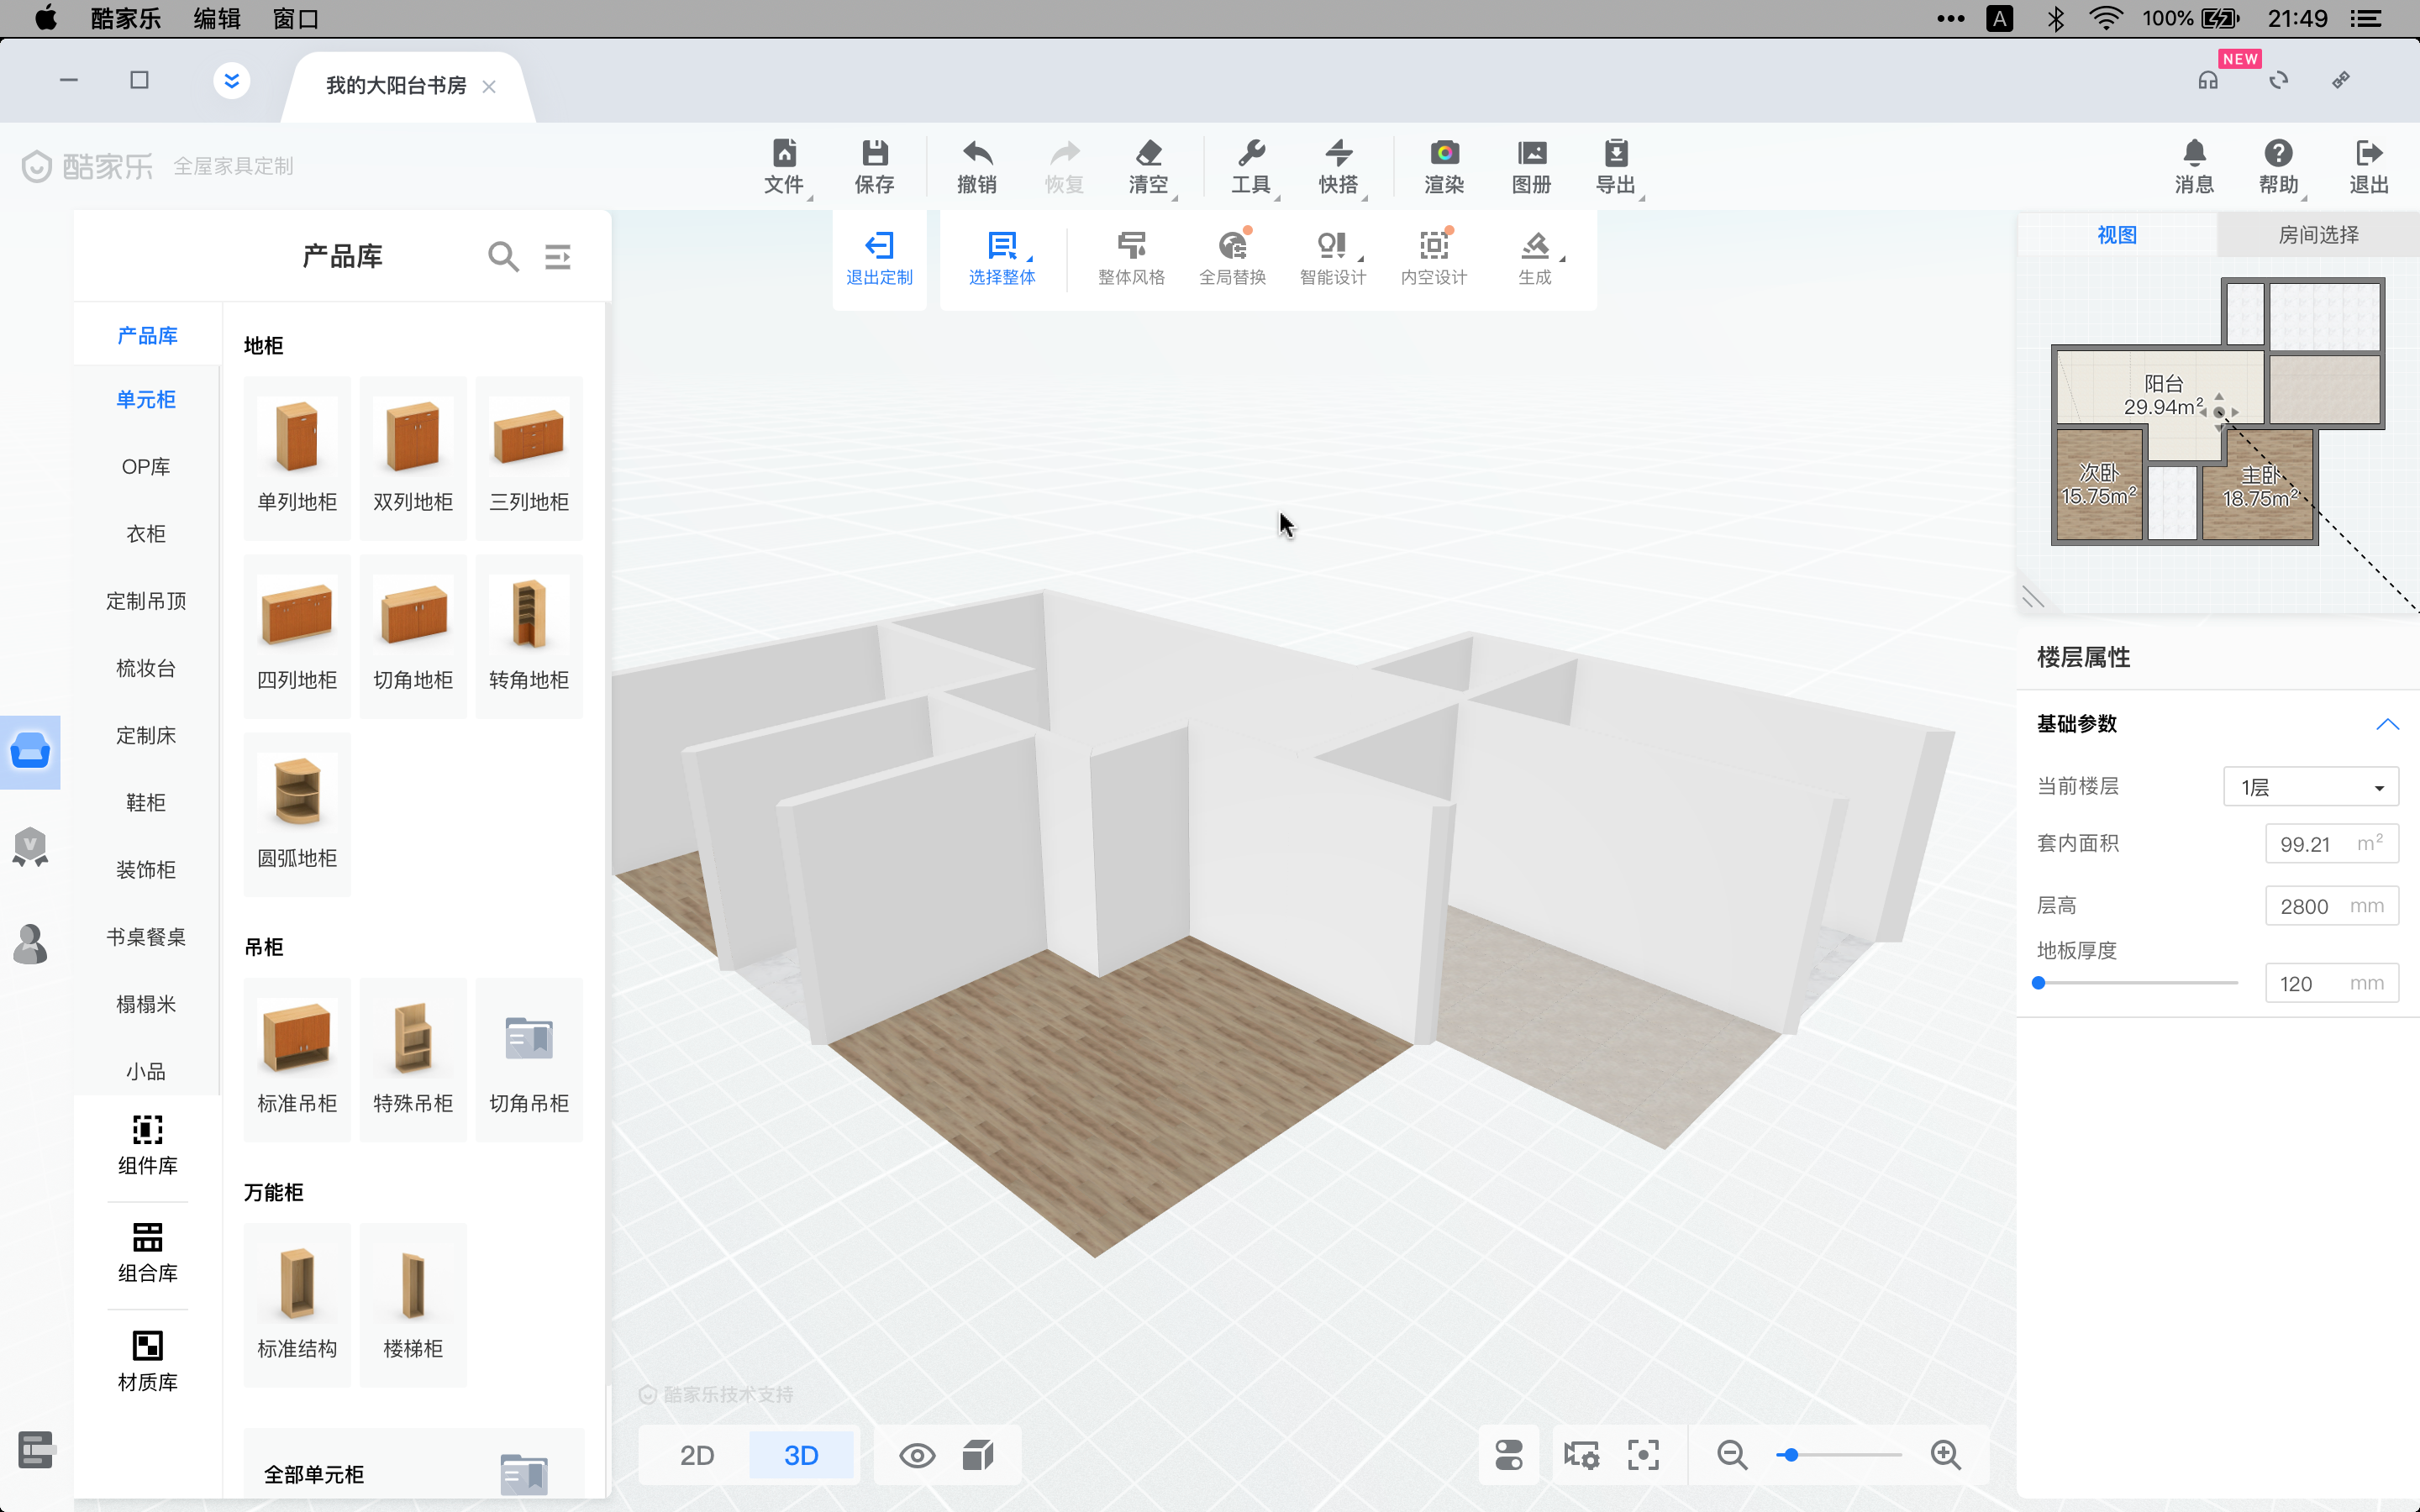 酷家乐 编辑 窗口 A 100% 21:49
我的大阳台书房 NEW
酷家乐 全屋家具定制
文件 保存 撤销 恢复 清空 工具 快搭 渲染 图册 导出 消息 帮助 退出
退出定制 选择整体 整体风格 全局替换 智能设计 内空设计 生成
产品库
产品库
单元柜
OP库
衣柜
定制吊顶
梳妆台
定制床
鞋柜
装饰柜
书桌餐桌
榻榻米
小品
组件库
组合库
材质库
地柜
单列地柜 双列地柜 三列地柜
四列地柜 切角地柜 转角地柜
圆弧地柜
吊柜
标准吊柜 特殊吊柜 切角吊柜
万能柜
标准结构 楼梯柜
全部单元柜
V
酷家乐技术支持
2D 3D
视图 房间选择
阳台
29.94m²
次卧
15.75m²
主卧
18.75m²
楼层属性
基础参数
当前楼层 1层
套内面积 99.21 m²
层高 2800 mm
地板厚度
120 mm